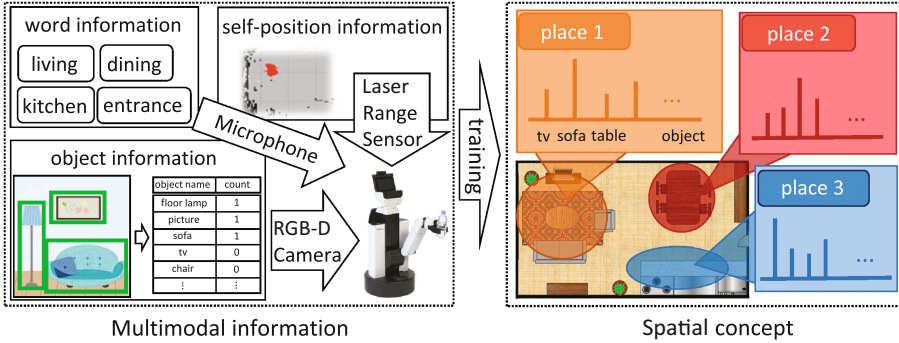 word information
living
dining
kitchen
entrance
self-position information
Laser
Range
Sensor
Microphone
object information
object name count
floor lamp 1
picture 1
sofa 1
tv 0
chair 0
⋮ ⋮
RGB-D
Camera
Multimodal information
training
place 1
...
tv sofa table object
place 2
...
place 3
...
Spatial concept